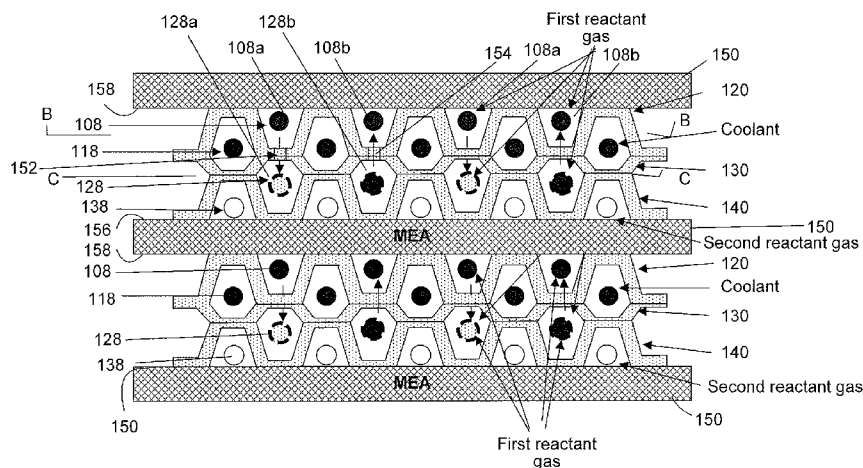 128a
128b
First reactant
gas
108a
108b
154
108a
108b
150
158
120
B
B
108
Coolant
118
152
130
C
C
128
138
140
156
150
158
MEA
Second reactant gas
108
120
118
Coolant
130
128
140
138
MEA
Second reactant gas
150
150
First reactant
gas